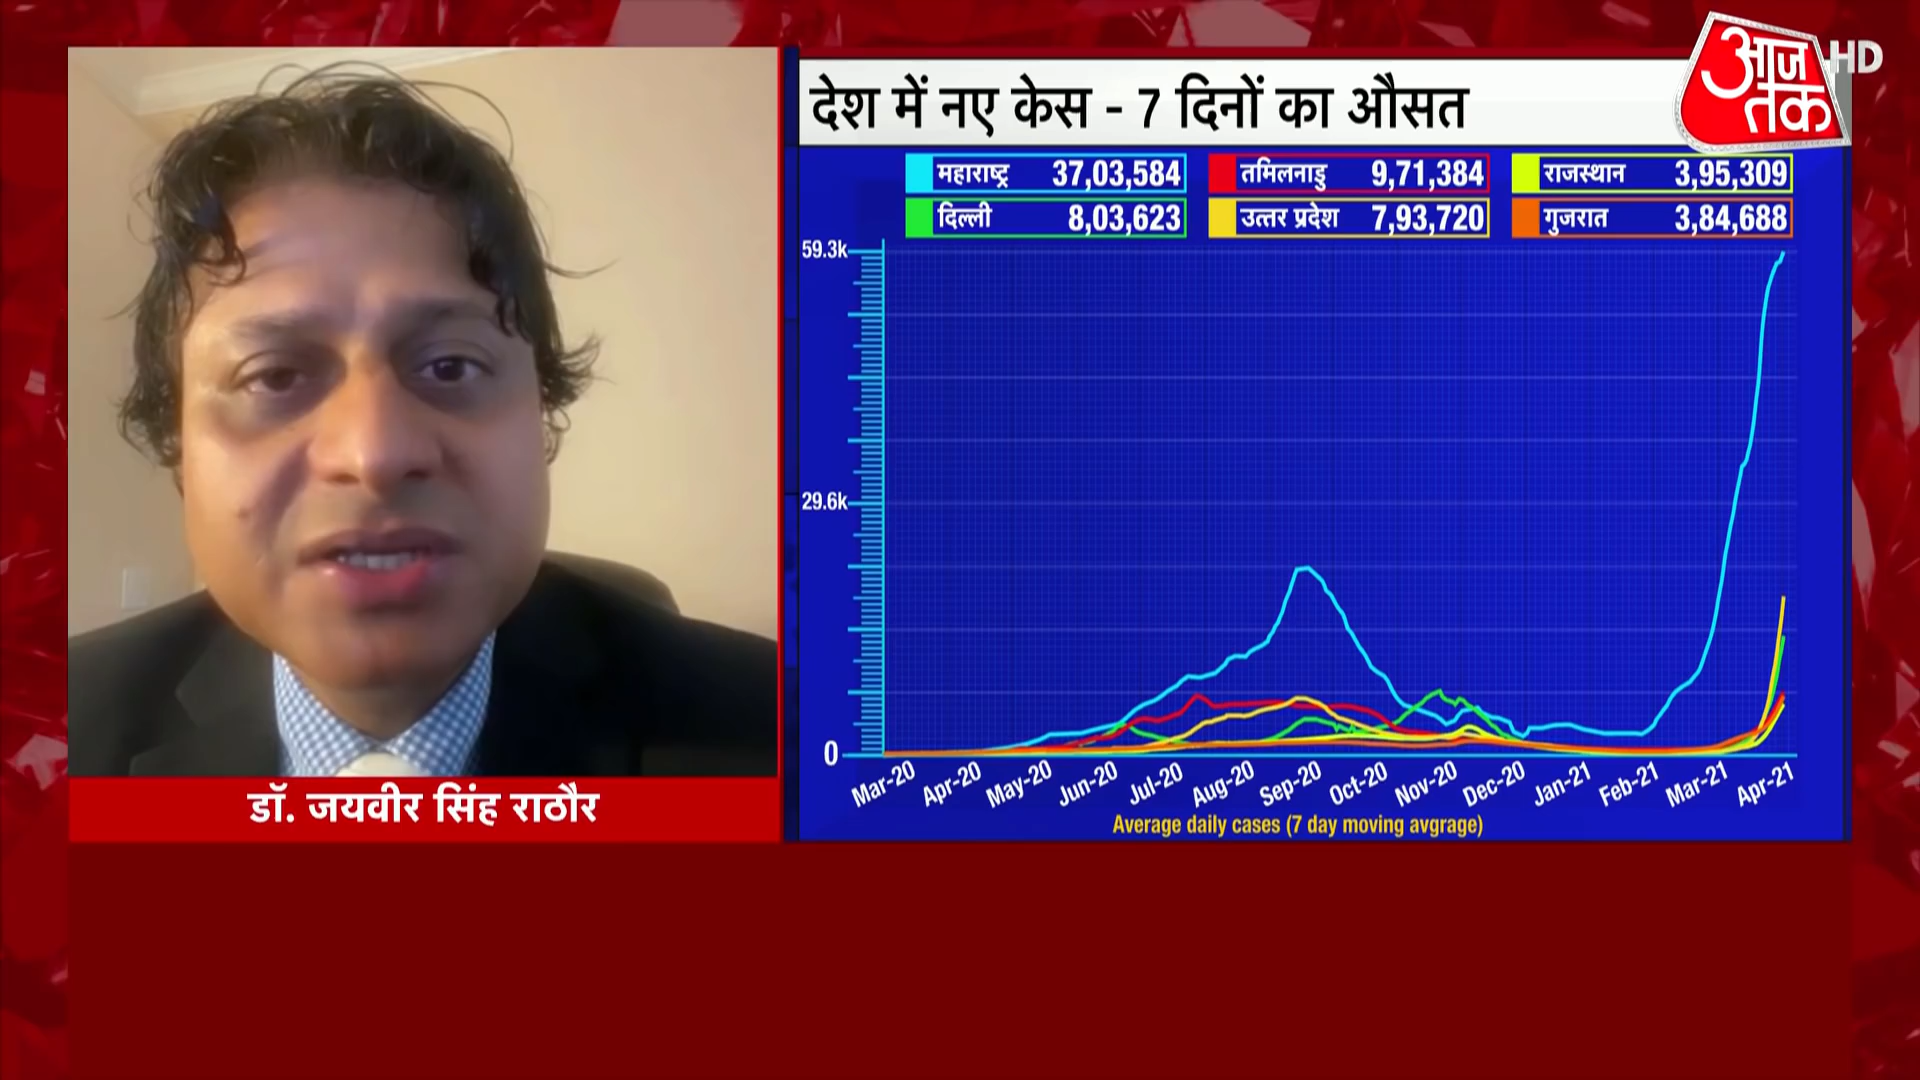 आज तक HD
देश में नए केस - 7 दिनों का औसत
महाराष्ट्र 37,03,584 तमिलनाडु 9,71,384 राजस्थान 3,95,309
दिल्ली 8,03,623 उत्तर प्रदेश 7,93,720 गुजरात 3,84,688
59.3k
29.6k
0
Mar-20 Apr-20 May-20 Jun-20 Jul-20 Aug-20 Sep-20 Oct-20 Nov-20 Dec-20 Jan-21 Feb-21 Mar-21 Apr-21
Average daily cases (7 day moving avgrage)
डॉ. जयवीर सिंह राठौर